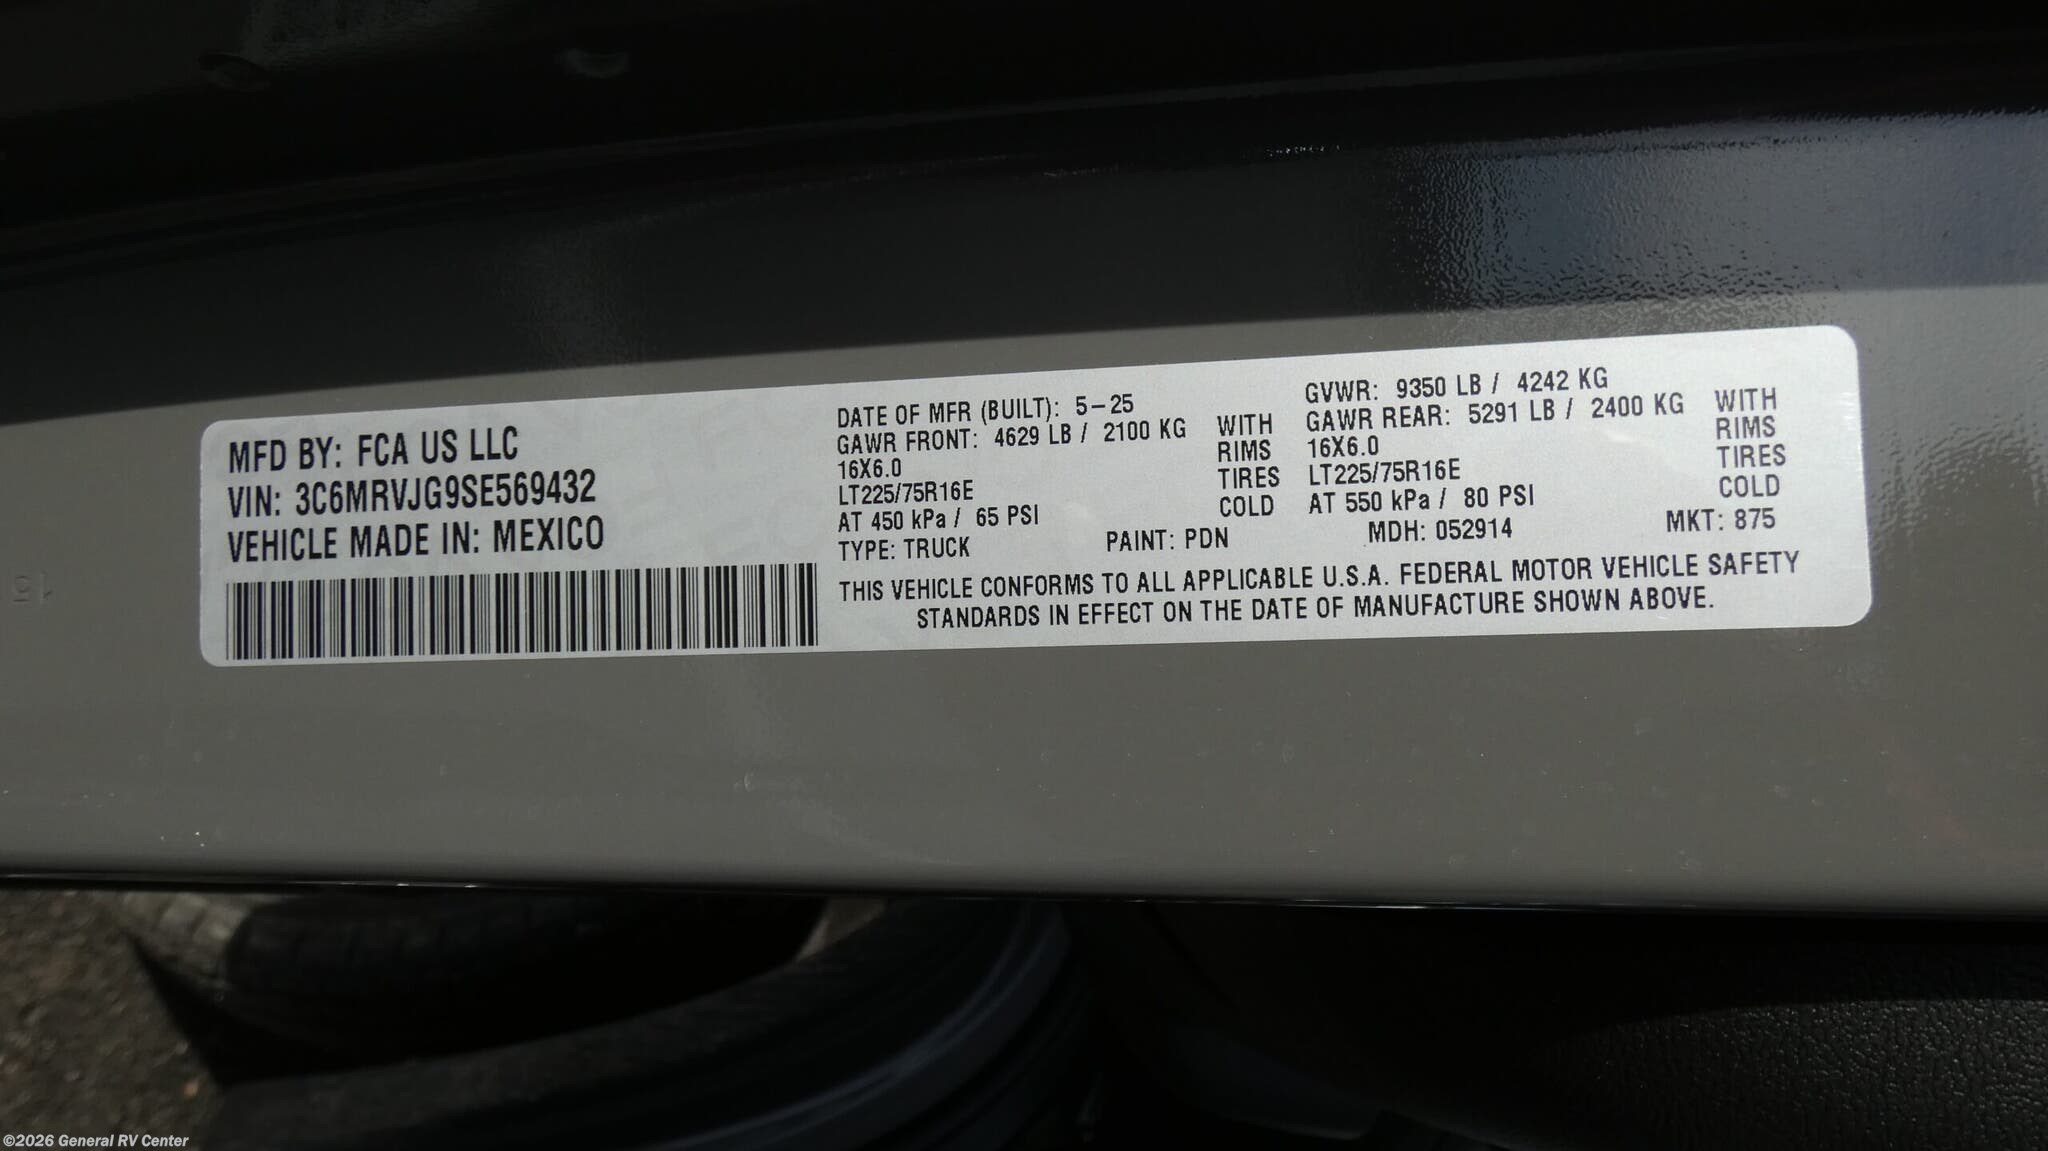 MFD BY: FCA US LLC
VIN: 3C6MRVJG9SE569432
VEHICLE MADE IN: MEXICO
DATE OF MFR (BUILT): 5-25
GAWR FRONT: 4629 LB / 2100 KG WITH
16X6.0 RIMS
LT225/75R16E TIRES
AT 450 kPa / 65 PSI COLD
GVWR: 9350 LB / 4242 KG
GAWR REAR: 5291 LB / 2400 KG WITH
16X6.0 RIMS
LT225/75R16E TIRES
AT 550 kPa / 80 PSI COLD
TYPE: TRUCK PAINT: PDN MDH: 052914 MKT: 875
THIS VEHICLE CONFORMS TO ALL APPLICABLE U.S.A. FEDERAL MOTOR VEHICLE SAFETY
STANDARDS IN EFFECT ON THE DATE OF MANUFACTURE SHOWN ABOVE.
©2026 General RV Center